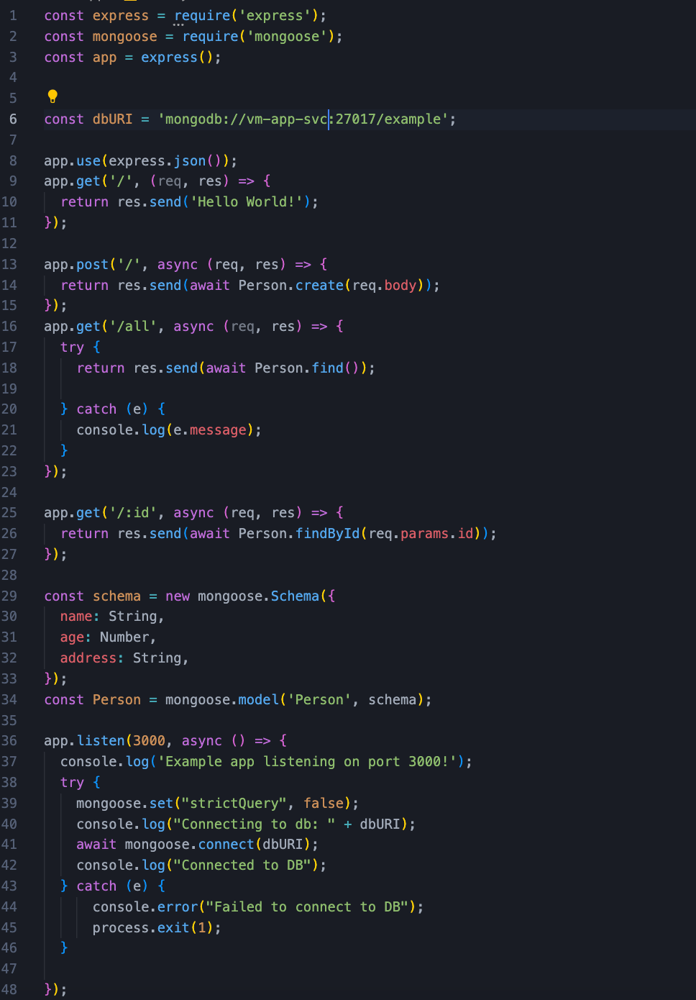 1 const express = require('express');
2 const mongoose = require('mongoose');
3 const app = express();
4
5
6 const dbURI = 'mongodb://vm-app-svc:27017/example';
7
8 app.use(express.json());
9 app.get('/', (req, res) => {
10   return res.send('Hello World!');
11 });
12
13 app.post('/', async (req, res) => {
14   return res.send(await Person.create(req.body));
15 });
16 app.get('/all', async (req, res) => {
17   try {
18     return res.send(await Person.find());
19
20   } catch (e) {
21     console.log(e.message);
22   }
23 });
24
25 app.get('/:id', async (req, res) => {
26   return res.send(await Person.findById(req.params.id));
27 });
28
29 const schema = new mongoose.Schema({
30   name: String,
31   age: Number,
32   address: String,
33 });
34 const Person = mongoose.model('Person', schema);
35
36 app.listen(3000, async () => {
37   console.log('Example app listening on port 3000!');
38   try {
39     mongoose.set("strictQuery", false);
40     console.log("Connecting to db: " + dbURI);
41     await mongoose.connect(dbURI);
42     console.log("Connected to DB");
43   } catch (e) {
44       console.error("Failed to connect to DB");
45       process.exit(1);
46   }
47
48 });